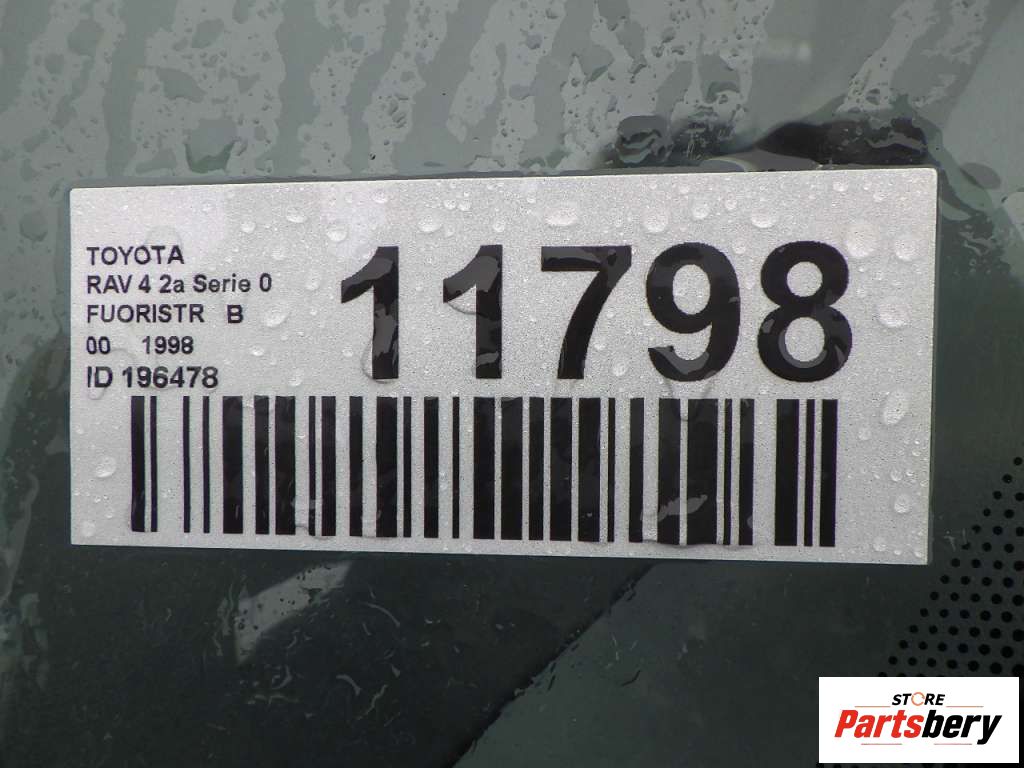 TOYOTA
RAV 4 2a Serie 0
FUORISTR B
00 1998
ID 196478
11798
STORE
Partsbery